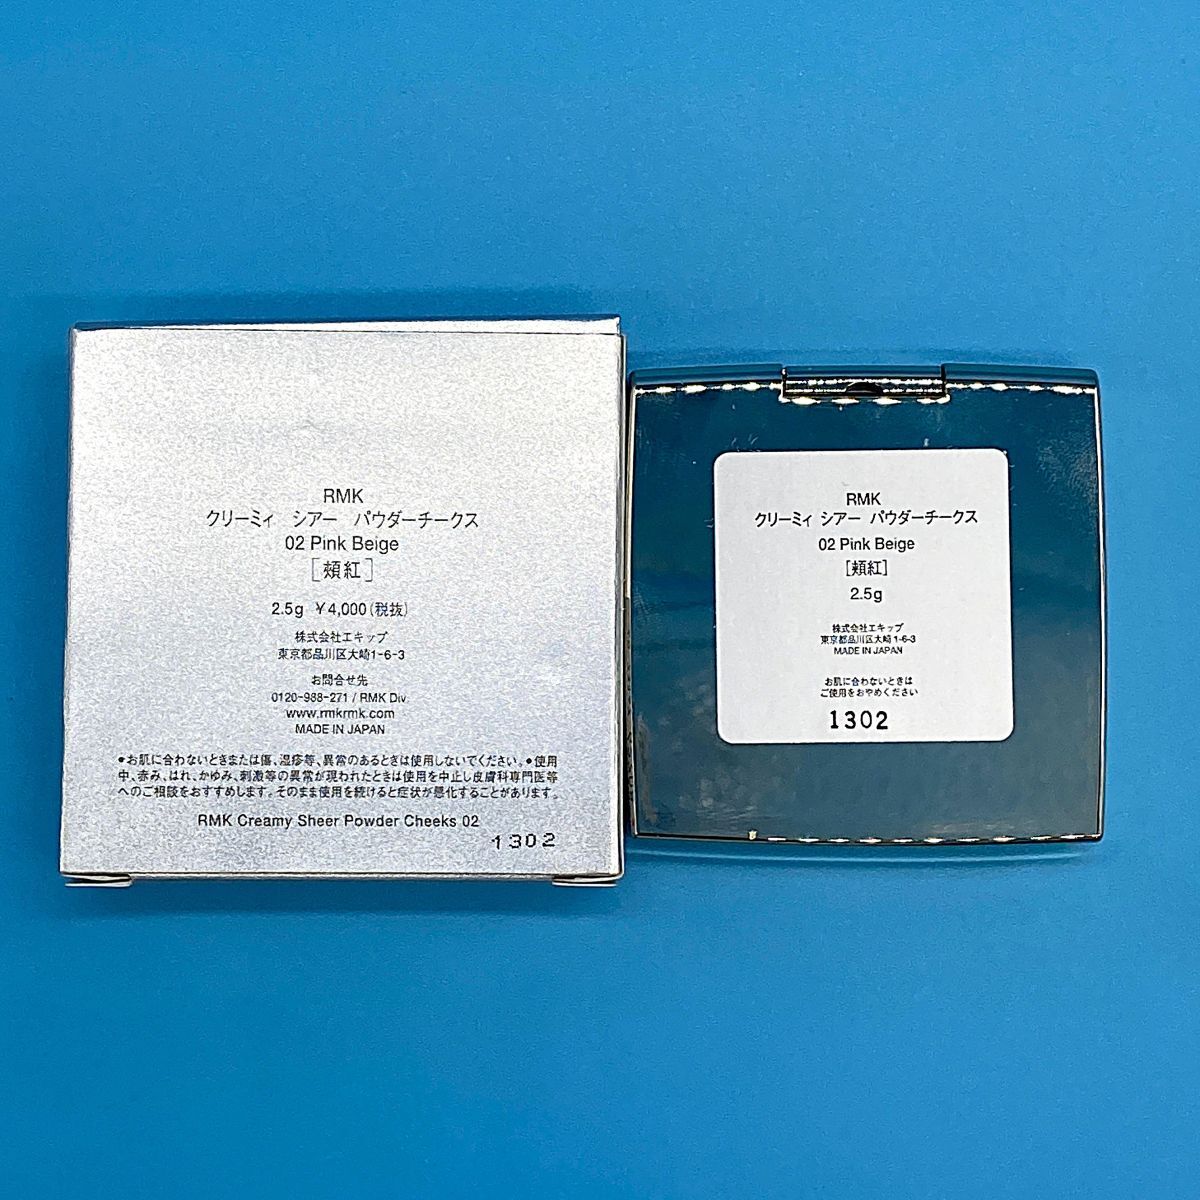 RMK
クリーミィ シアー パウダーチークス
02 Pink Beige
[頬紅]
2.5g ￥4,000(税抜)
株式会社エキップ
東京都品川区大崎1-6-3
お問合せ先
0120-988-271 / RMK Div.
www.rmkrmk.com
MADE IN JAPAN
●お肌に合わないときまたは傷、湿疹等、異常のあるときは使用しないでください。●使用
中、赤み、はれ、かゆみ、刺激等の異常が現われたときは使用を中止し皮膚科専門医等
へのご相談をおすすめします。そのまま使用を続けると症状が悪化することがあります。
RMK Creamy Sheer Powder Cheeks 02
1302
RMK
クリーミィ シアー パウダーチークス
02 Pink Beige
[頬紅]
2.5g
株式会社エキップ
東京都品川区大崎1-6-3
MADE IN JAPAN
お肌に合わないときは
ご使用をおやめください
1302